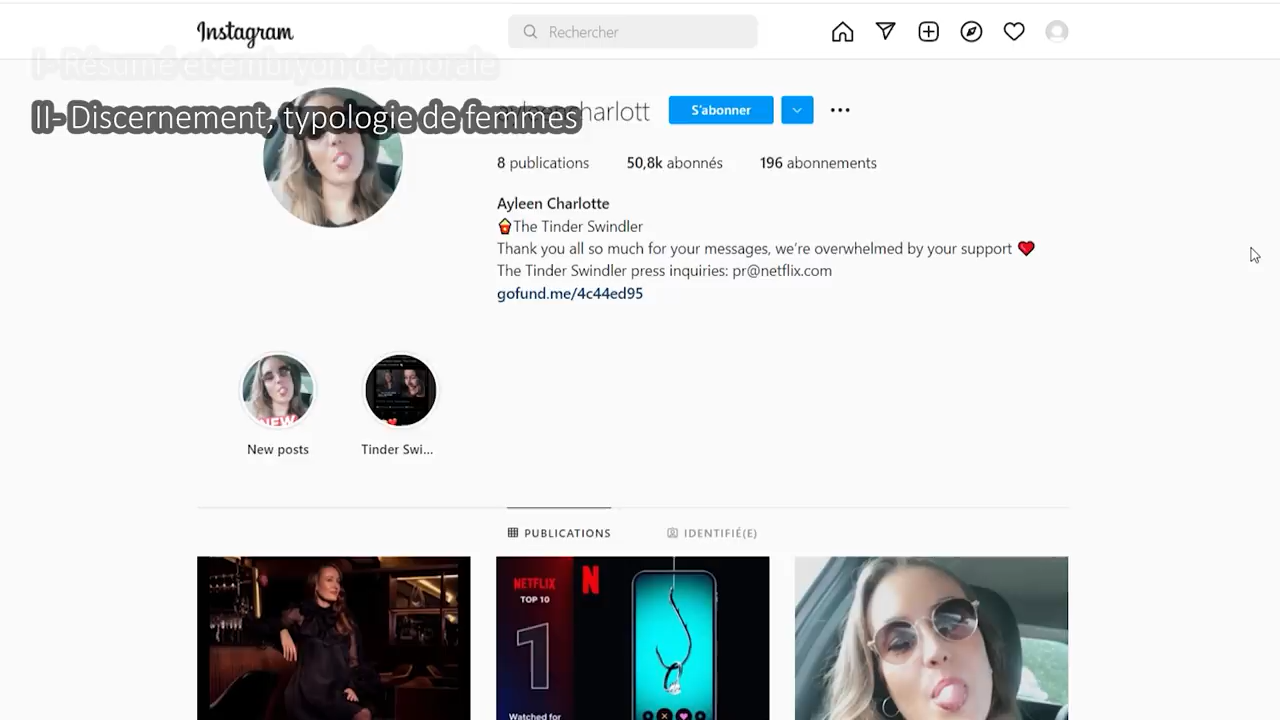 Instagram
Rechercher
I- Résumé et embryon de morale
II- Discernement, typologie de femmes
charlott
S'abonner
8 publications 50,8k abonnés 196 abonnements
Ayleen Charlotte
🍿The Tinder Swindler
Thank you all so much for your messages, we're overwhelmed by your support ❤️
The Tinder Swindler press inquiries: pr@netflix.com
gofund.me/4c44ed95
NEW
New posts
Tinder Swi...
PUBLICATIONS
IDENTIFIÉ(E)
NETFLIX
TOP 10
1
Watched for
N